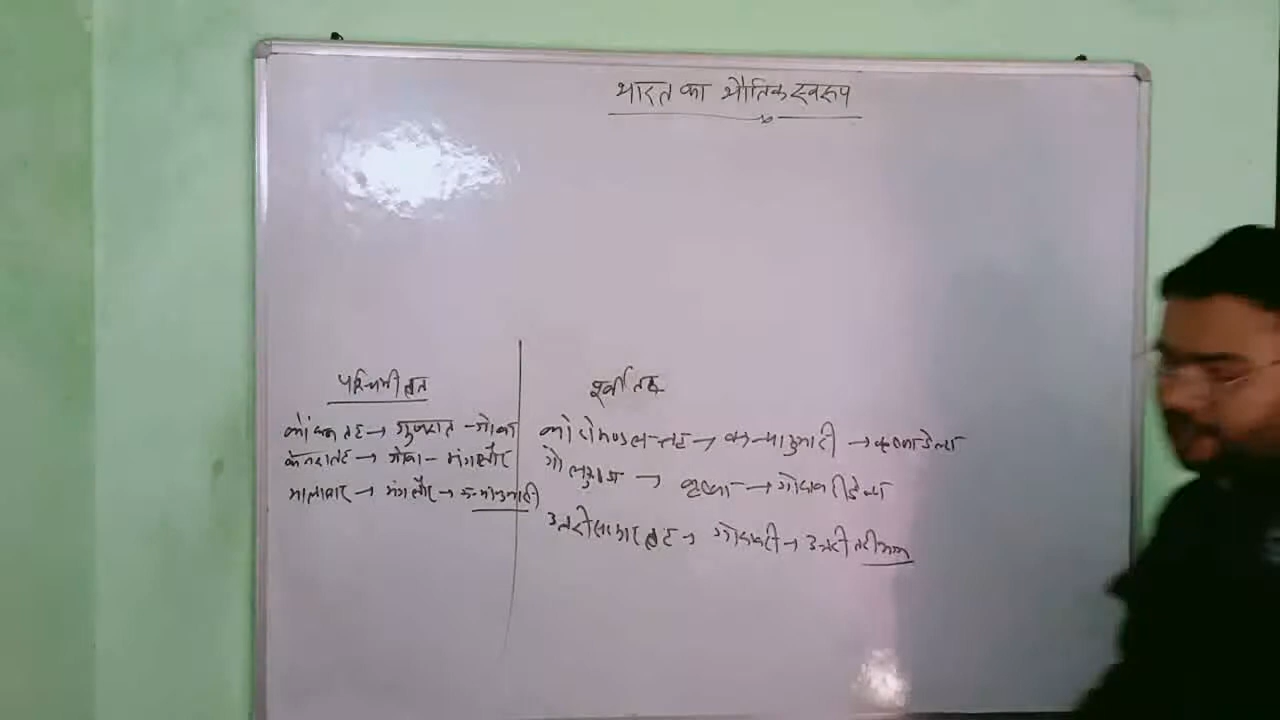 भारत का भौतिक स्वरूप
पश्चिमी तट
कोंकण तट → गुजरात - गोवा
कन्नड तट → गोवा - मंगलौर
मालाबार → मंगलौर → कन्याकुमारी
पूर्वी तट
कोरोमण्डल तट → कन्याकुमारी → कृष्णा डेल्टा
गोलकुण्डा → कृष्णा → गोदावरी डेल्टा
उत्तरी सरकार तट → गोदावरी → उत्तरी